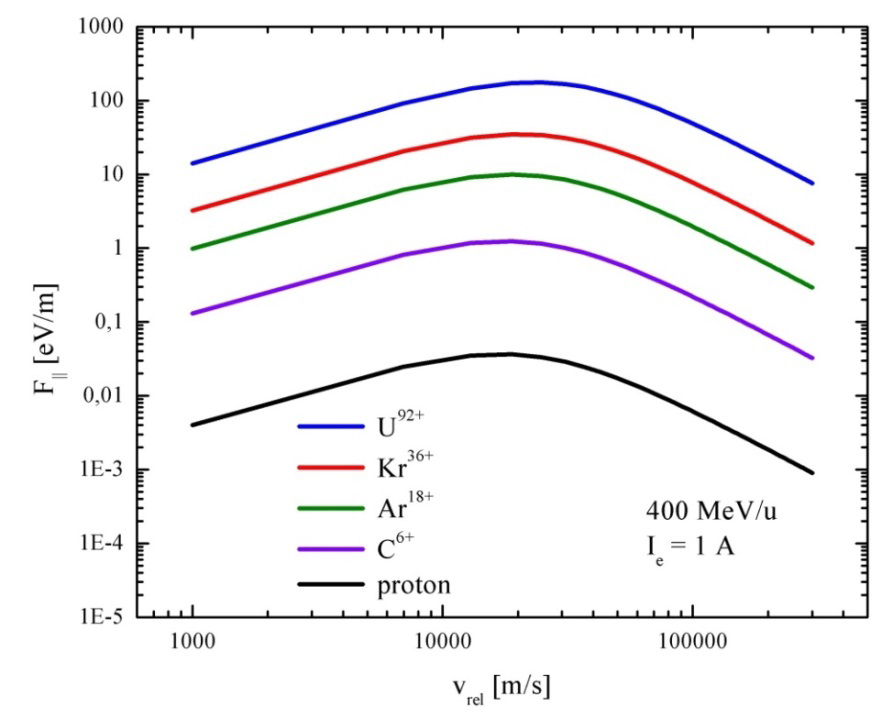 1000
100
10
1
0,1
0,01
1E-3
1E-4
1E-5
F|| [eV/m]
U92+
Kr36+
Ar18+
C6+
proton
400 MeV/u
Ie = 1 A
1000 10000 100000
vrel [m/s]